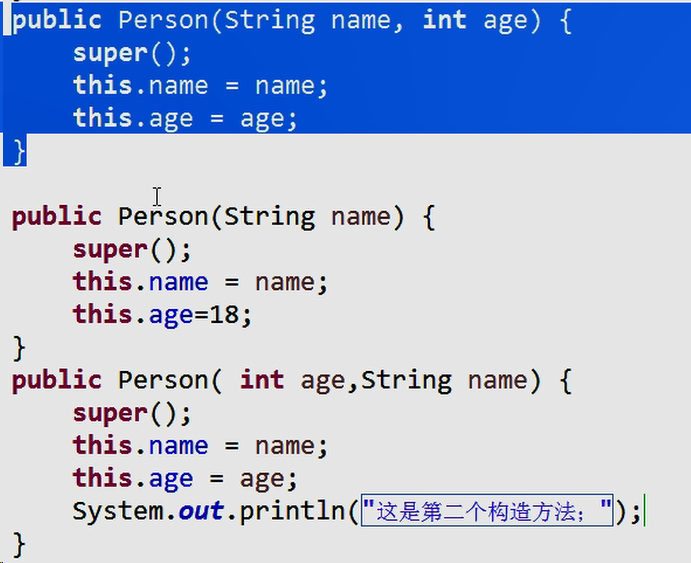 public Person(String name, int age) {
super();
this.name = name;
this.age = age;
}
public Person(String name) {
super();
this.name = name;
this.age=18;
}
public Person( int age,String name) {
super();
this.name = name;
this.age = age;
System.out.println("这是第二个构造方法；");
}